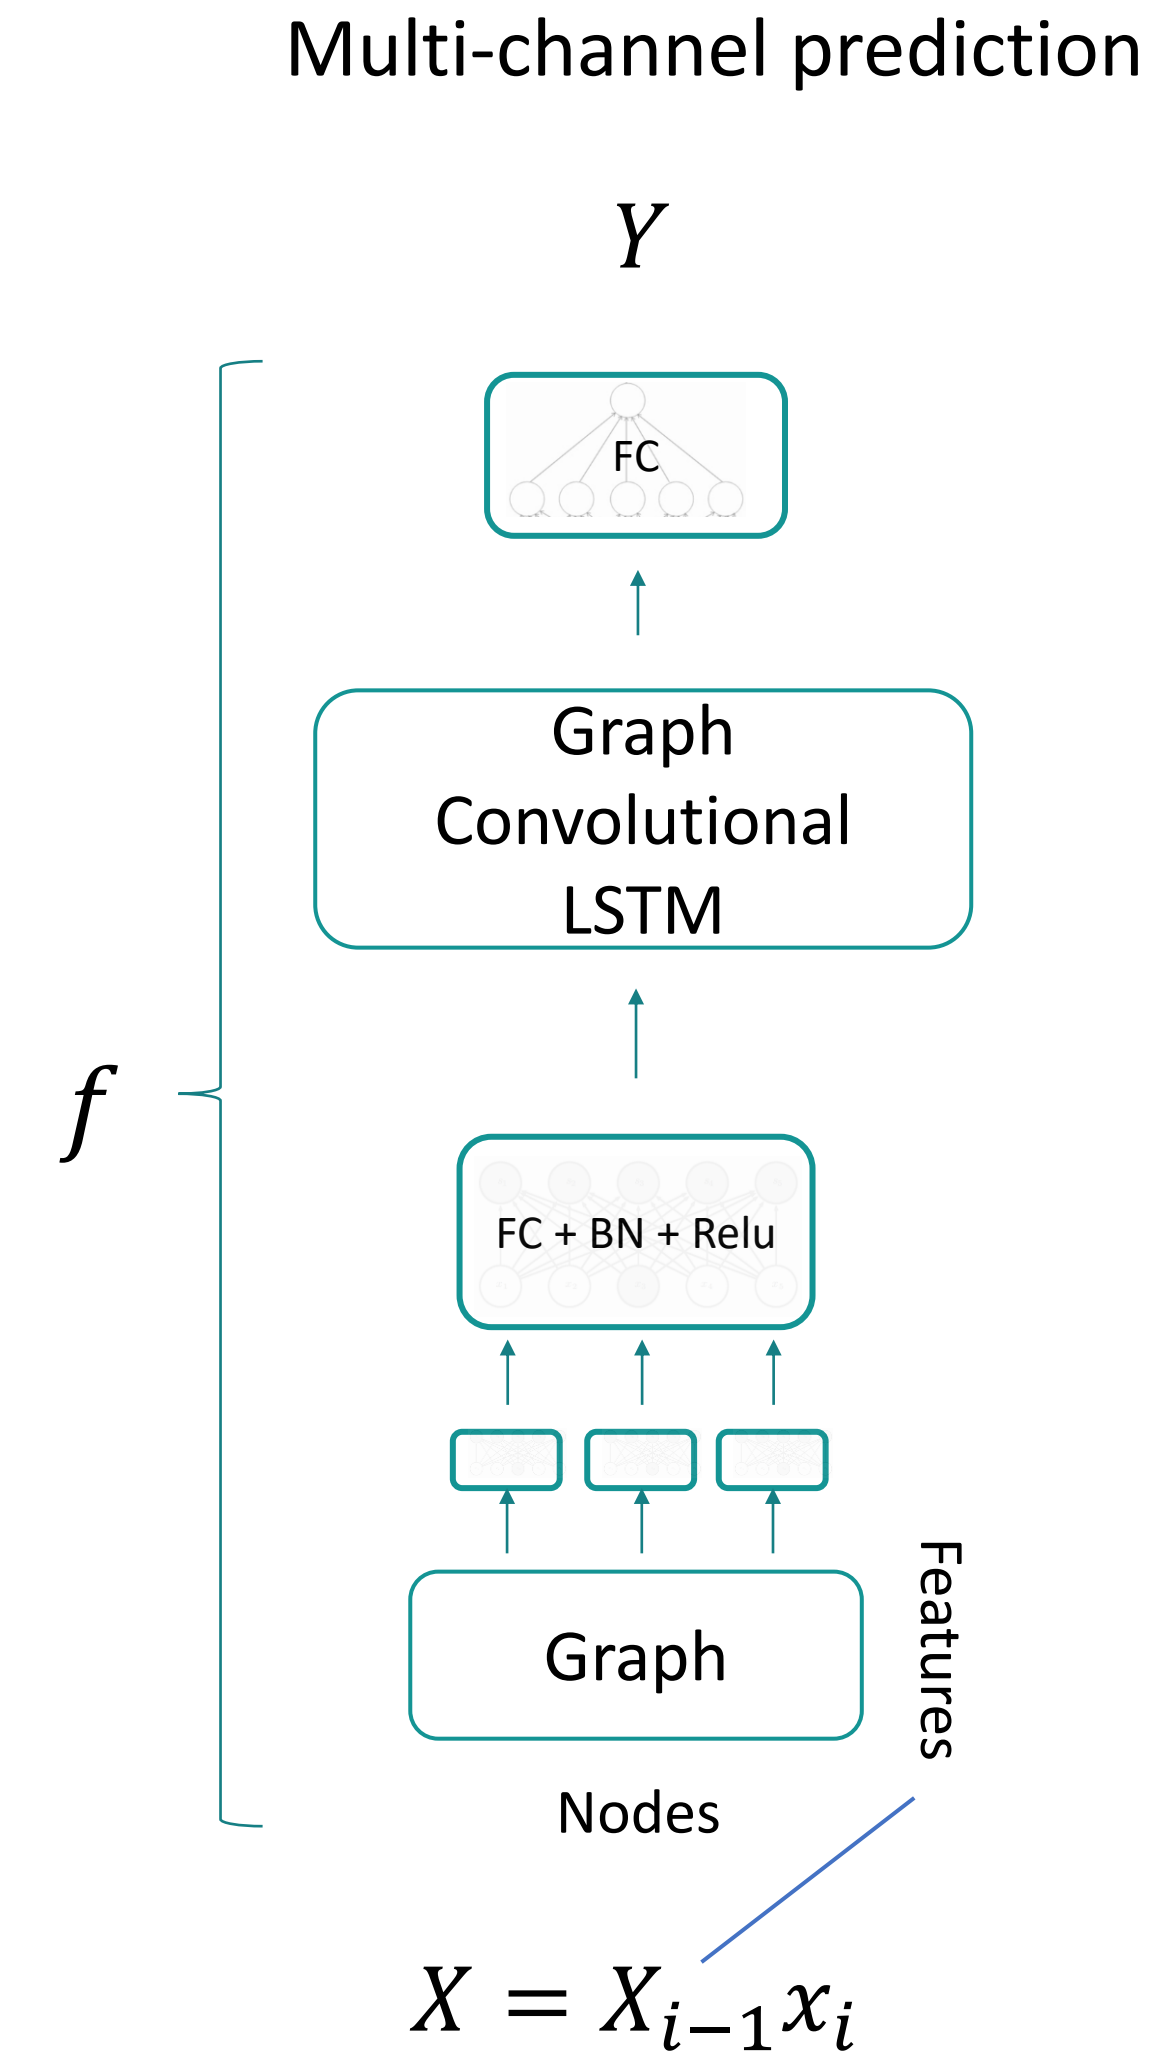 Multi-channel prediction
Y
FC
Graph
Convolutional
LSTM
f
FC + BN + Relu
Graph
Features
Nodes
X = X_{i-1}x_i